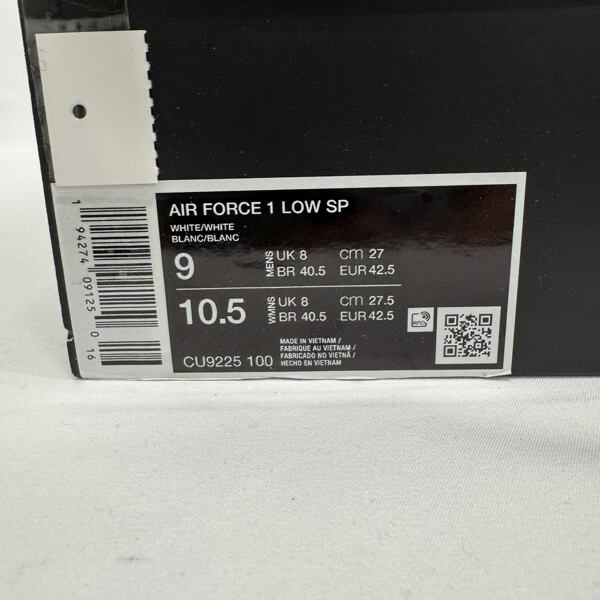 AIR FORCE 1 LOW SP
WHITE/WHITE
BLANC/BLANC
9 MENS UK 8 cm 27
BR 40.5 EUR 42.5
10.5 WMNS UK 8 cm 27.5
BR 40.5 EUR 42.5
CU9225 100
MADE IN VIETNAM /
FABRIQUE AU VIETNAM /
FABRICADO NO VIETNÃ /
HECHO EN VIETNAM
RFID
1 94274 09125 0 16